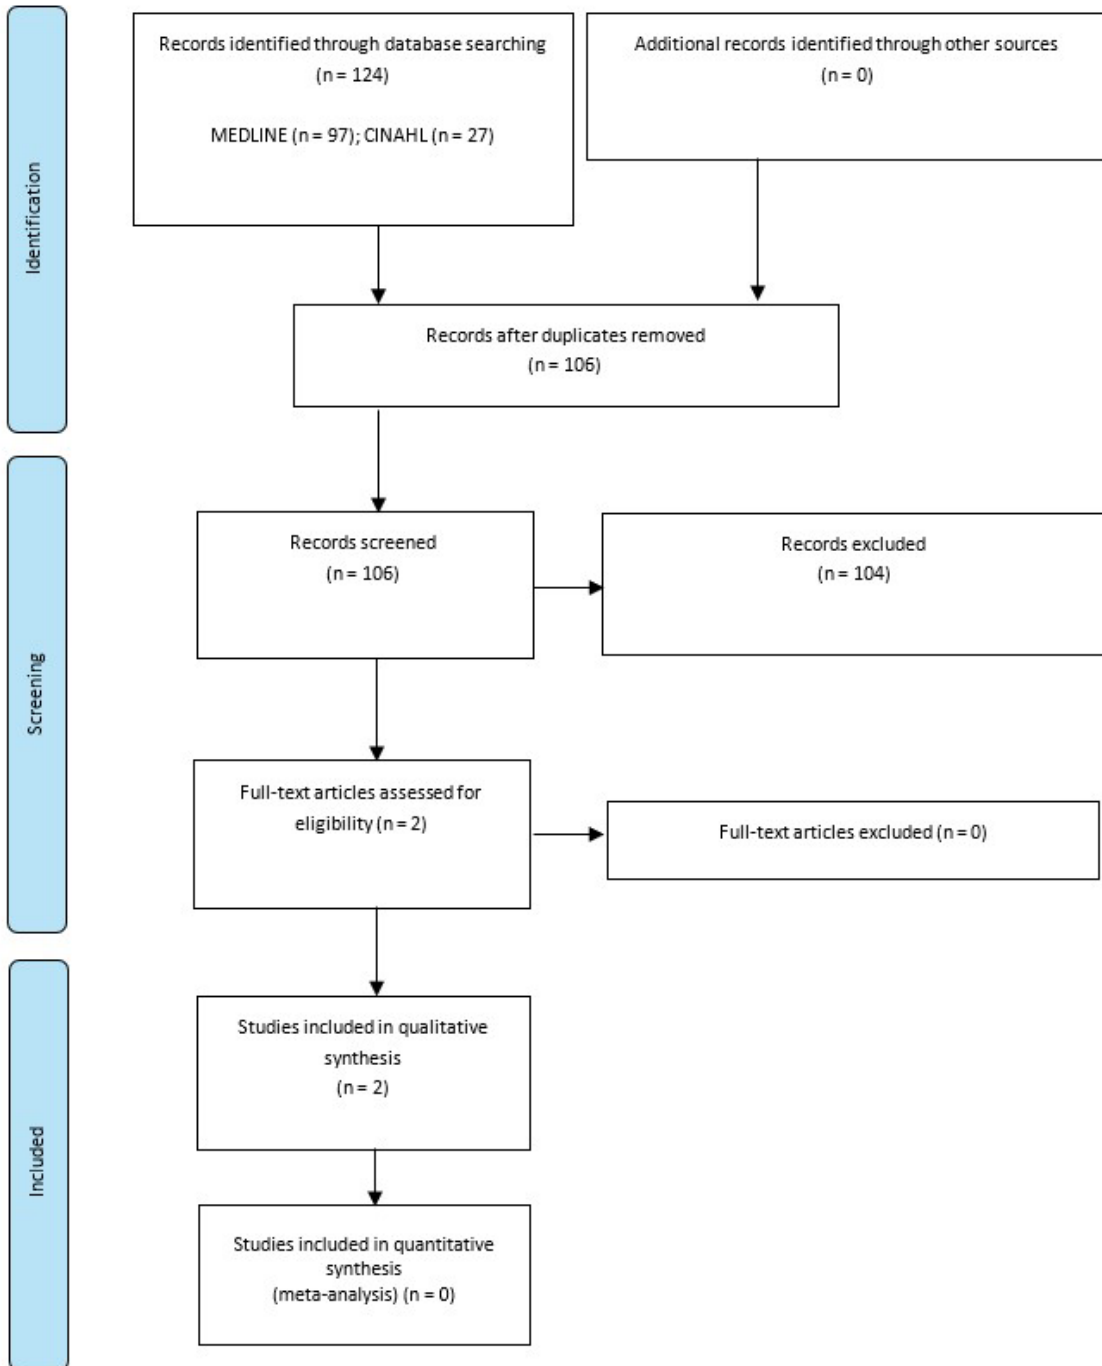 Identification
Records identified through database searching
(n = 124)
MEDLINE (n = 97); CINAHL (n = 27)
Additional records identified through other sources
(n = 0)
Records after duplicates removed
(n = 106)
Screening
Records screened
(n = 106)
Records excluded
(n = 104)
Full-text articles assessed for
eligibility (n = 2)
Full-text articles excluded (n = 0)
Included
Studies included in qualitative
synthesis
(n = 2)
Studies included in quantitative
synthesis
(meta-analysis) (n = 0)